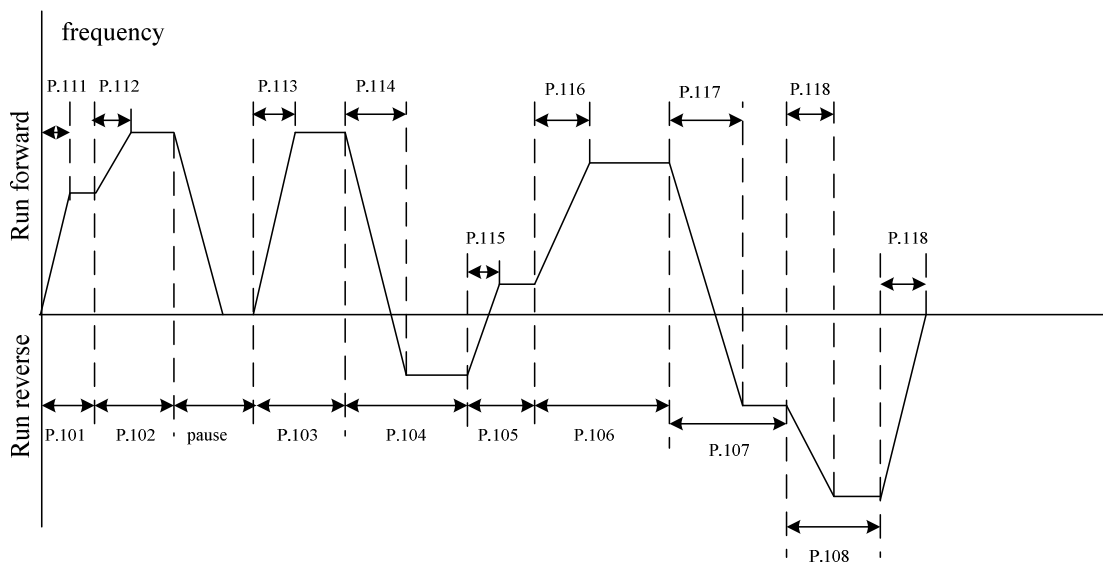 frequency
P.111
P.112
P.113
P.114
P.116
P.117
P.118
P.115
P.118
Run forward
Run reverse
P.101
P.102
pause
P.103
P.104
P.105
P.106
P.107
P.108